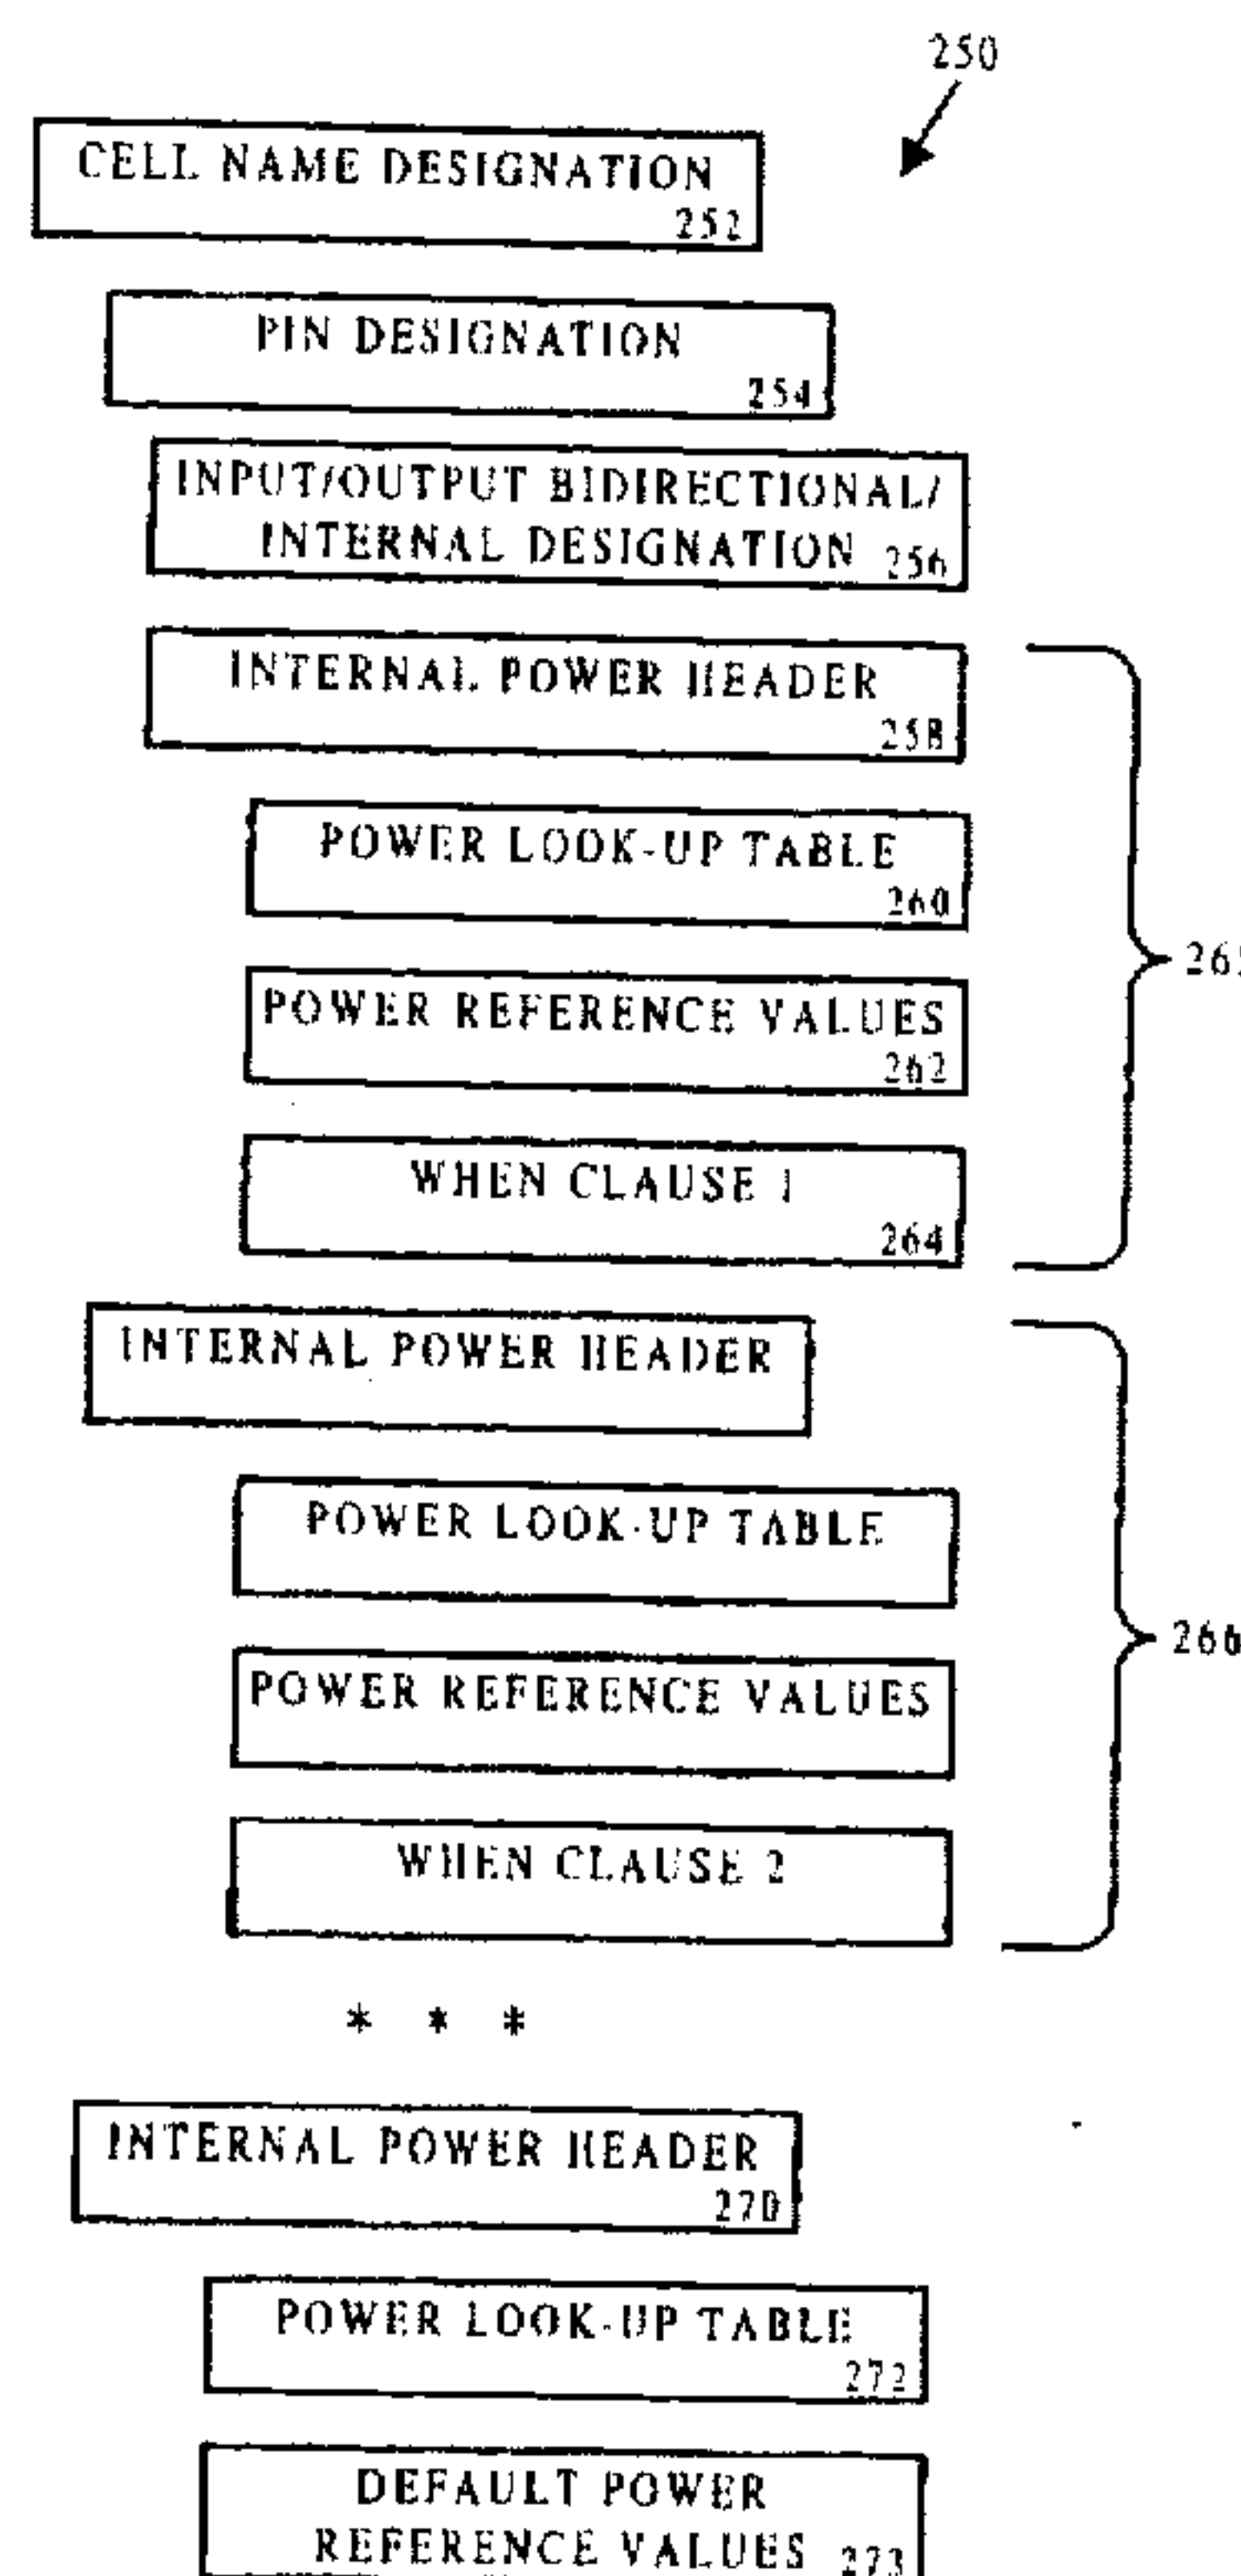 250
CELL NAME DESIGNATION
252
PIN DESIGNATION
254
INPUT/OUTPUT BIDIRECTIONAL/
INTERNAL DESIGNATION 256
INTERNAL POWER HEADER
258
POWER LOOK-UP TABLE
260
265
POWER REFERENCE VALUES
262
WHEN CLAUSE 1
264
INTERNAL POWER HEADER
POWER LOOK-UP TABLE
266
POWER REFERENCE VALUES
WHEN CLAUSE 2
* * *
INTERNAL POWER HEADER
270
POWER LOOK-UP TABLE
272
DEFAULT POWER
REFERENCE VALUES 273